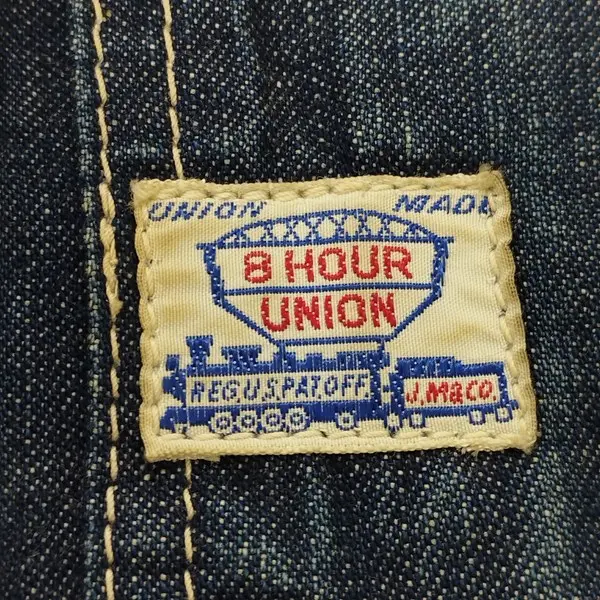 UNION MADE
8 HOUR
UNION
REG.U.S.PAT.OFF. J.M&CO.